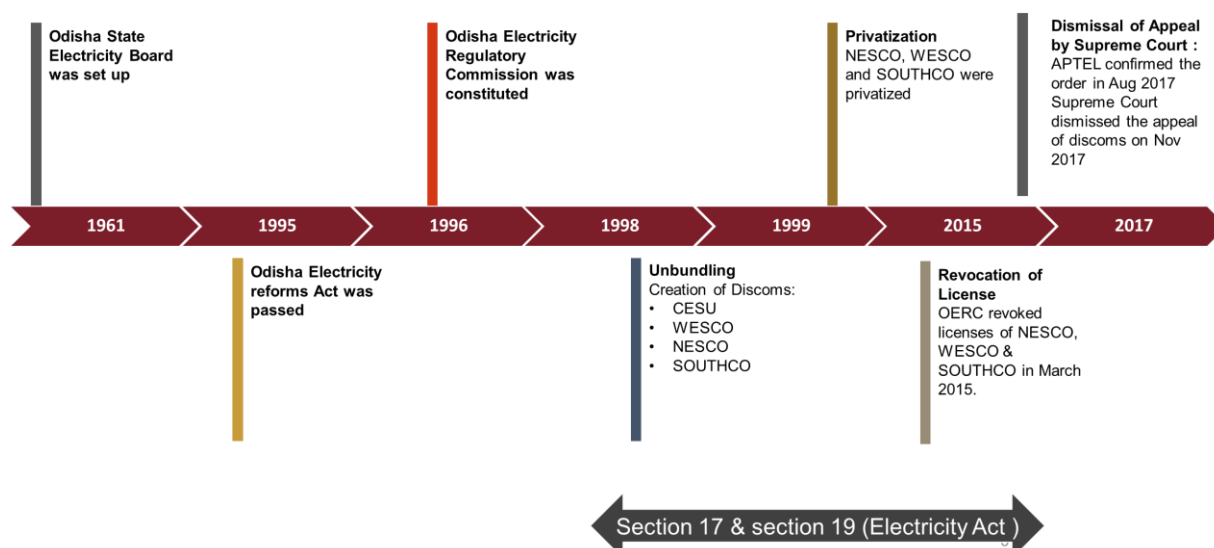 Odisha State
Electricity Board
was set up
Odisha Electricity
Regulatory
Commission was
constituted
Privatization
NESCO, WESCO
and SOUTHCO were
privatized
Dismissal of Appeal
by Supreme Court :
APTEL confirmed the
order in Aug 2017
Supreme Court
dismissed the appeal
of discoms on Nov
2017
1961
1995
1996
1998
1999
2015
2017
Odisha Electricity
reforms Act was
passed
Unbundling
Creation of Discoms:
• CESU
• WESCO
• NESCO
• SOUTHCO
Revocation of
License
OERC revoked
licenses of NESCO,
WESCO &
SOUTHCO in March
2015.
Section 17 & section 19 (Electricity Act )